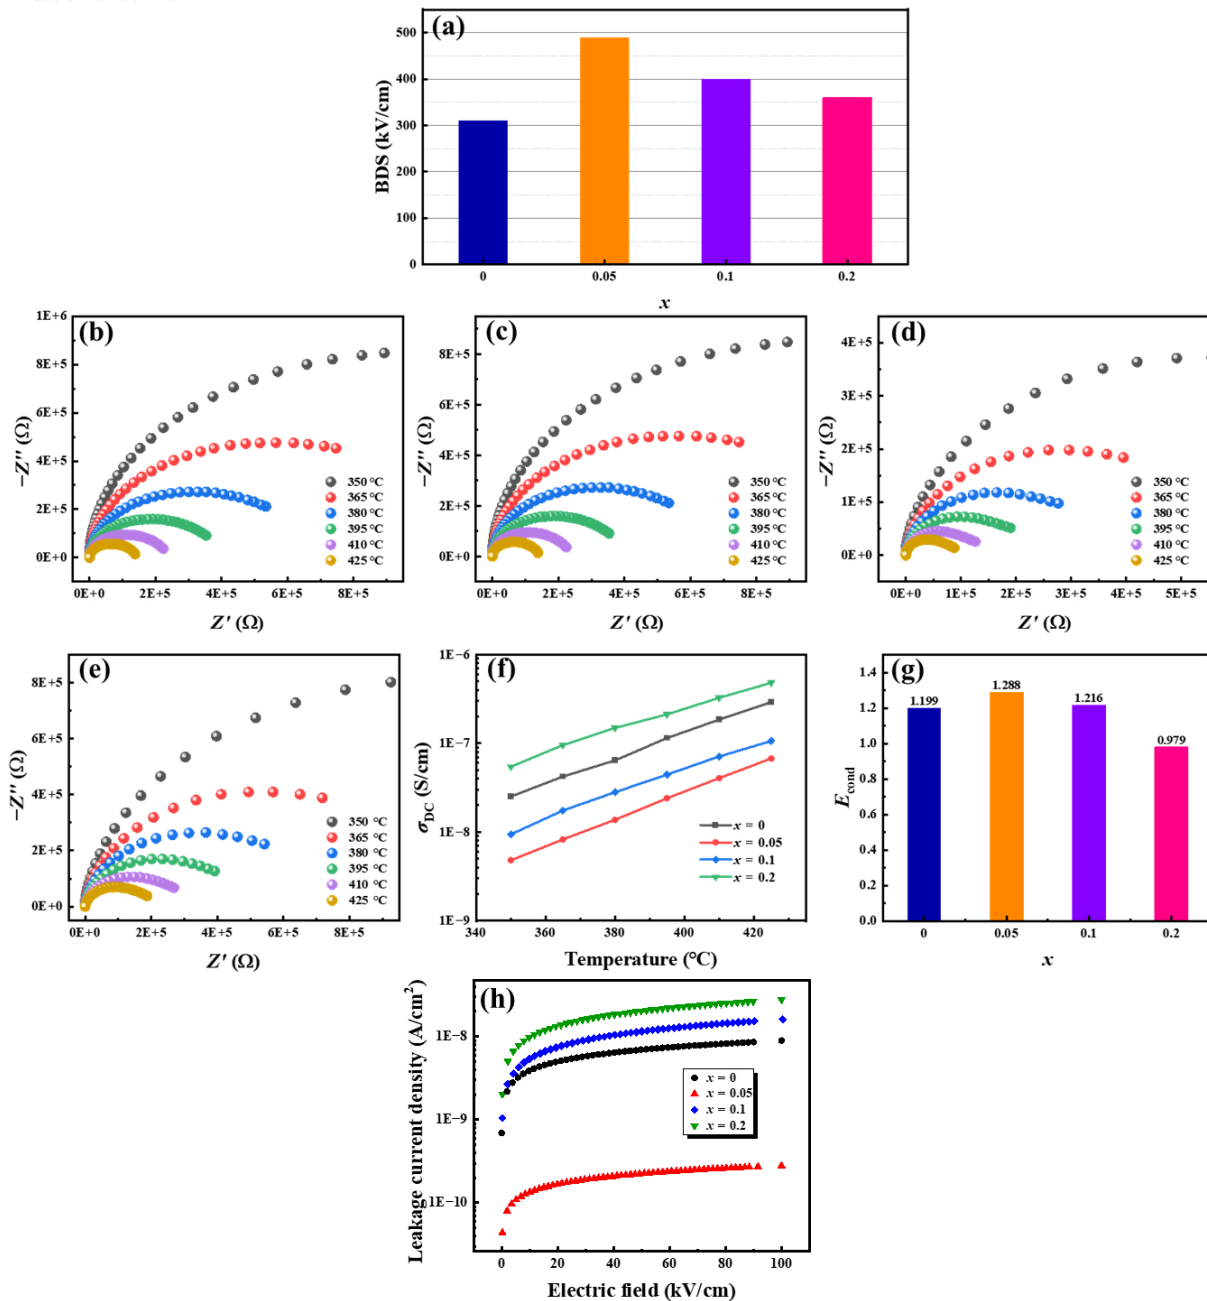 (a)
BDS (kV/cm)
500
400
300
200
100
0
0 0.05 0.1 0.2
x
(b)
−Z′′ (Ω)
1E+6
8E+5
6E+5
4E+5
2E+5
0E+0
350 °C
365 °C
380 °C
395 °C
410 °C
425 °C
0E+0 2E+5 4E+5 6E+5 8E+5
Z′ (Ω)
(c)
−Z′′ (Ω)
8E+5
6E+5
4E+5
2E+5
0E+0
350 °C
365 °C
380 °C
395 °C
410 °C
425 °C
0E+0 2E+5 4E+5 6E+5 8E+5
Z′ (Ω)
(d)
−Z′′ (Ω)
4E+5
3E+5
2E+5
1E+5
0E+0
350 °C
365 °C
380 °C
395 °C
410 °C
425 °C
0E+0 1E+5 2E+5 3E+5 4E+5 5E+5
Z′ (Ω)
(e)
−Z′′ (Ω)
8E+5
6E+5
4E+5
2E+5
0E+0
350 °C
365 °C
380 °C
395 °C
410 °C
425 °C
0E+0 2E+5 4E+5 6E+5 8E+5
Z′ (Ω)
(f)
σDC (S/cm)
1E−6
1E−7
1E−8
1E−9
x = 0
x = 0.05
x = 0.1
x = 0.2
340 360 380 400 420
Temperature (°C)
(g)
Econd
1.4
1.2
1.0
0.8
0.6
0.4
0.2
0.0
1.199
1.288
1.216
0.979
0 0.05 0.1 0.2
x
(h)
Leakage current density (A/cm²)
1E−8
1E−9
1E−10
x = 0
x = 0.05
x = 0.1
x = 0.2
0 20 40 60 80 100
Electric field (kV/cm)